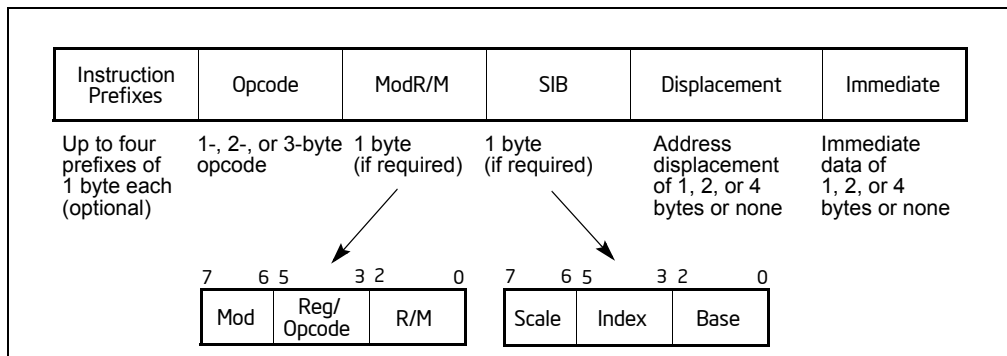 Instruction Prefixes
Opcode
ModR/M
SIB
Displacement
Immediate
Up to four
prefixes of
1 byte each
(optional)
1-, 2-, or 3-byte
opcode
1 byte
(if required)
1 byte
(if required)
Address
displacement
of 1, 2, or 4
bytes or none
Immediate
data of
1, 2, or 4
bytes or none
7 6 5 3 2 0
Mod
Reg/
Opcode
R/M
7 6 5 3 2 0
Scale
Index
Base